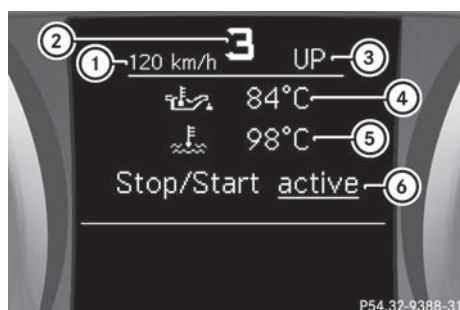 ② 3
① 120 km/h UP ③
84°C ④
98°C ⑤
Stop/Start active ⑥
P54.32-9388-31